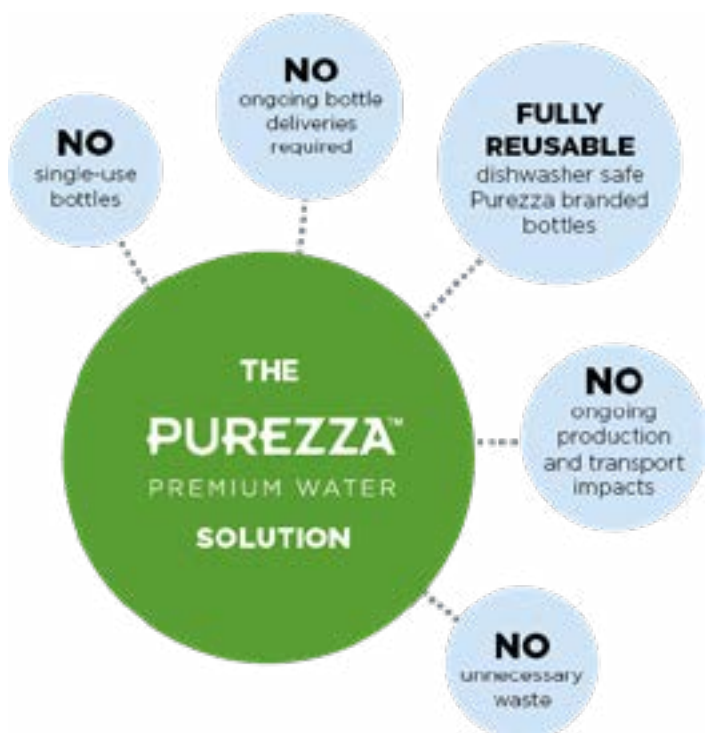 NO
single-use
bottles
NO
ongoing bottle
deliveries
required
FULLY
REUSABLE
dishwasher safe
Purezza branded
bottles
THE
PUREZZA™
PREMIUM WATER
SOLUTION
NO
ongoing
production
and transport
impacts
NO
unnecessary
waste